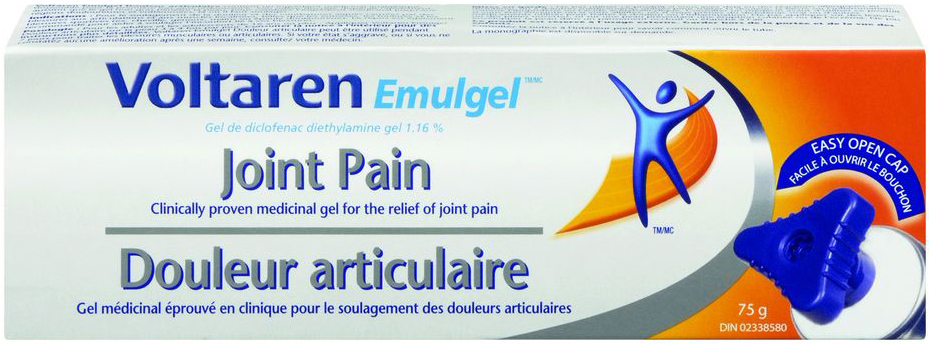 Voltaren Emulgel TM/MC
Gel de diclofenac diethylamine gel 1.16 %
Joint Pain
Clinically proven medicinal gel for the relief of joint pain
Douleur articulaire
Gel médicinal éprouvé en clinique pour le soulagement des douleurs articulaires
TM/MC
EASY OPEN CAP
FACILE À OUVRIR LE BOUCHON
75 g
DIN 02338580